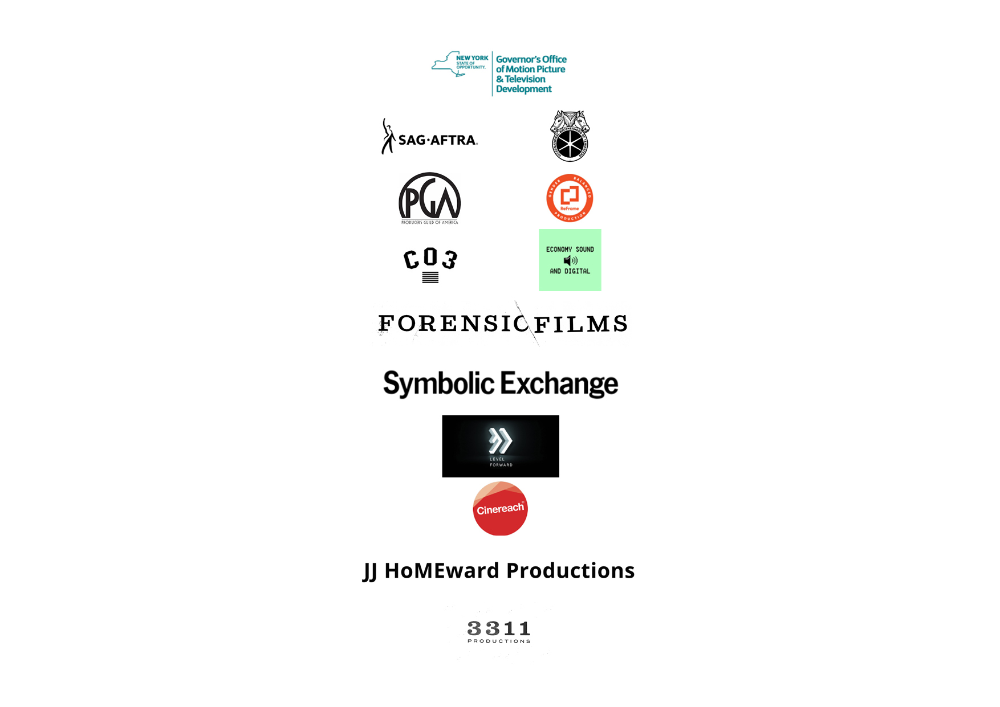 NEW YORK
STATE OF
OPPORTUNITY.
Governor's Office
of Motion Picture
& Television
Development
SAG·AFTRA®
INTERNATIONAL BROTHERHOOD OF TEAMSTERS
PGA
PRODUCERS GUILD OF AMERICA
GENDER BALANCED
ReFrame
PRODUCTION
CO3
ECONOMY SOUND
AND DIGITAL
FORENSIC FILMS
Symbolic Exchange
LEVEL
FORWARD
Cinereach®
JJ HoMEward Productions
3311
PRODUCTIONS